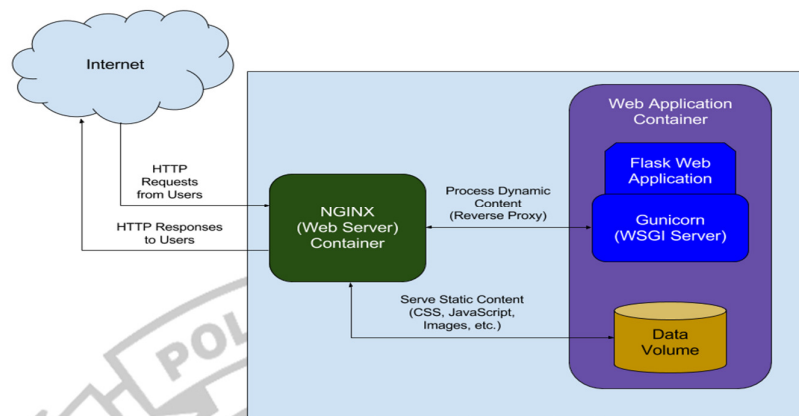 Internet
HTTP
Requests
from Users
HTTP Responses
to Users
NGINX
(Web Server)
Container
Process Dynamic
Content
(Reverse Proxy)
Serve Static Content
(CSS, JavaScript,
Images, etc.)
Web Application
Container
Flask Web
Application
Gunicorn
(WSGI Server)
Data
Volume
POL